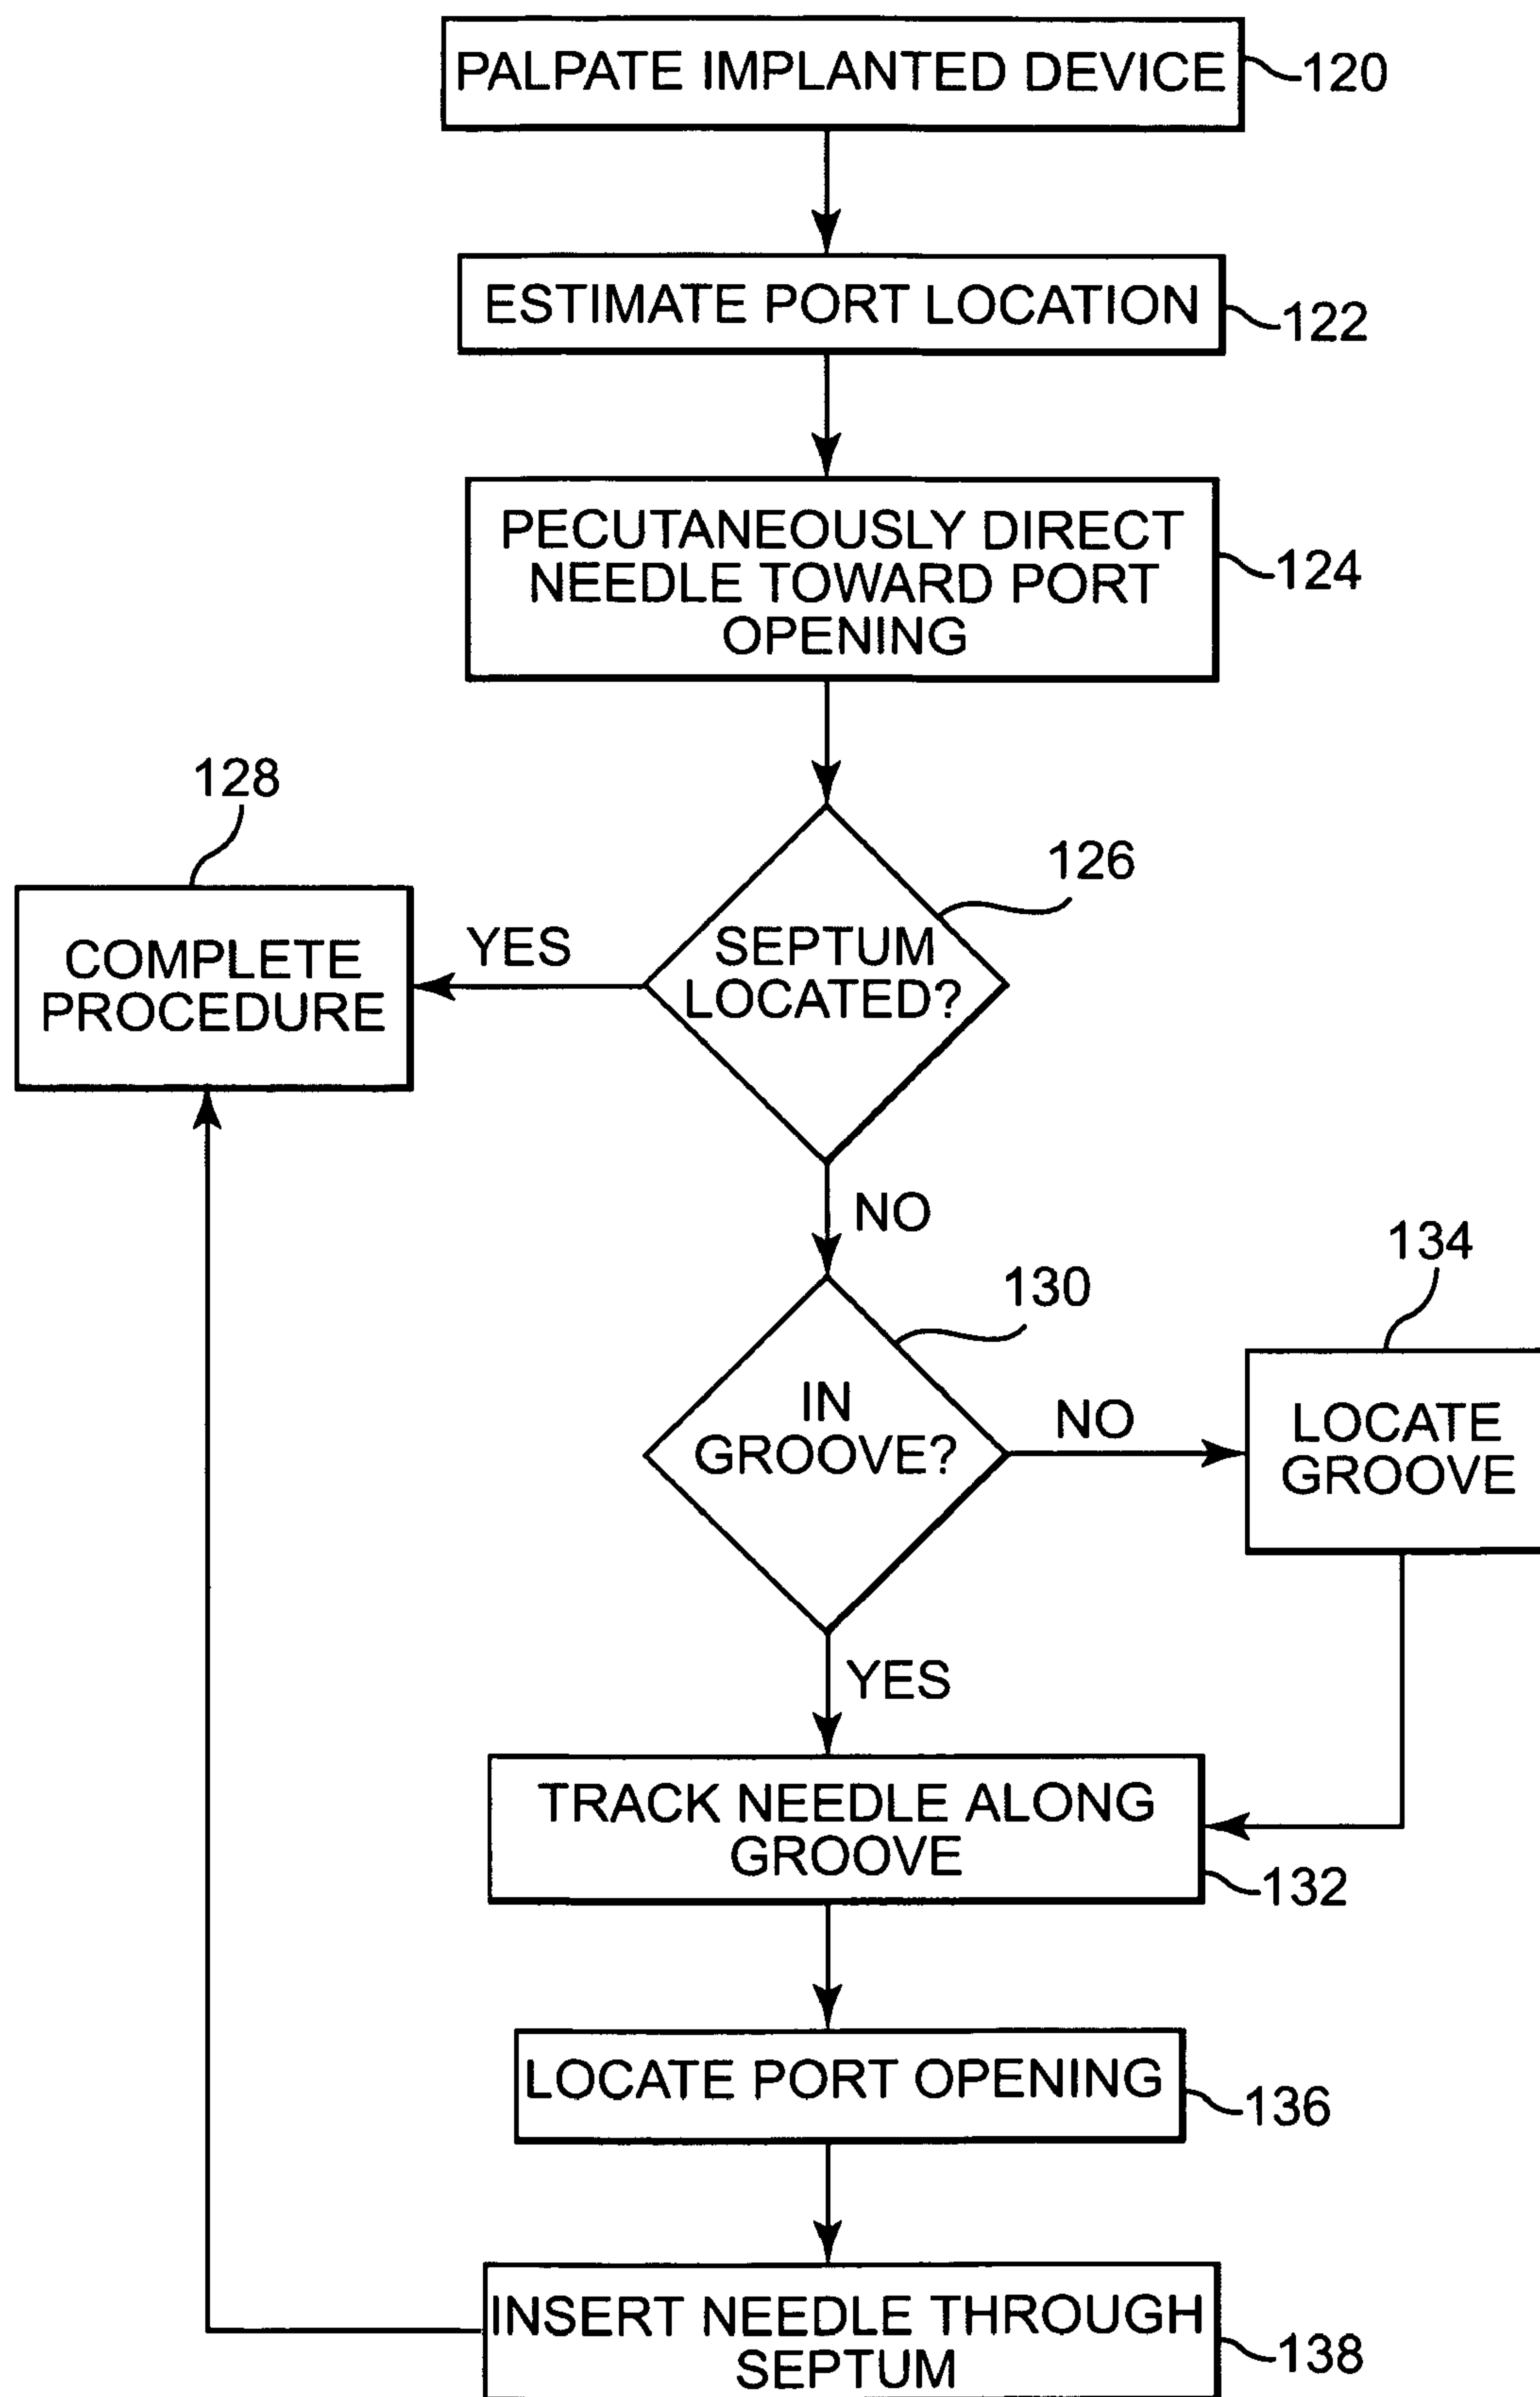 PALPATE IMPLANTED DEVICE
120
ESTIMATE PORT LOCATION
122
PECUTANEOUSLY DIRECT
NEEDLE TOWARD PORT
OPENING
124
128
126
COMPLETE
PROCEDURE
YES
SEPTUM
LOCATED?
NO
130
134
IN
GROOVE?
NO
LOCATE
GROOVE
YES
TRACK NEEDLE ALONG
GROOVE
132
LOCATE PORT OPENING
136
INSERT NEEDLE THROUGH
SEPTUM
138